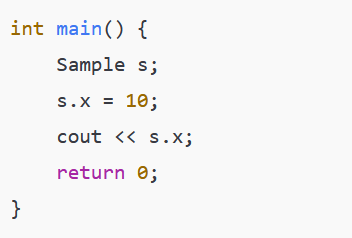 int main() {
    Sample s;
    s.x = 10;
    cout << s.x;
    return 0;
}